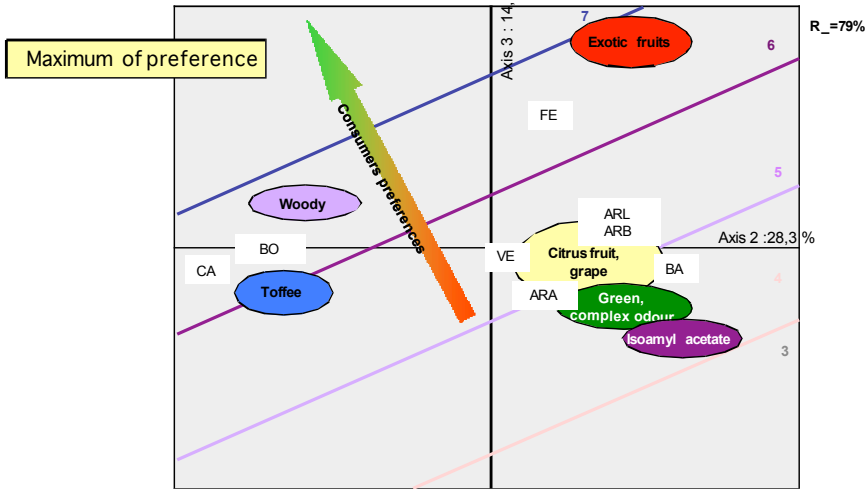 Maximum of preference
Axis 3 : 14,
7
Exotic fruits
R_=79%
6
FE
Consumers preferences
5
Woody
ARL
ARB
Axis 2 :28,3 %
BO
VE
Citrus fruit,
grape
CA
BA
4
Toffee
ARA
Green,
complex odour
Isoamyl acetate
3